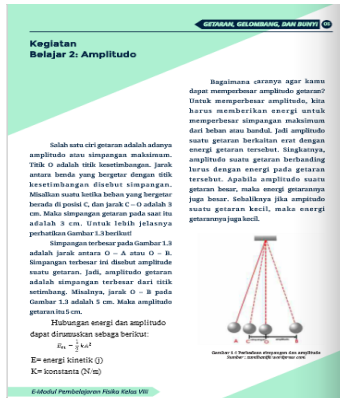 GETARAN, GELOMBANG, DAN BUNYI
Kegiatan
Belajar 2: Amplitudo
Salah satu ciri getaran adalah adanya
amplitudo atau simpangan maksimum.
Titik O adalah titik kesetimbangan. Jarak
antara benda yang bergetar dengan titik
kesetimbangan disebut simpangan.
Misalkan suatu ketika beban yang bergetar
berada di posisi C, dan jarak C – O adalah 3
cm. Maka simpangan getaran pada saat itu
adalah 3 cm. Untuk lebih jelasnya
perhatikan Gambar 1.3 berikut!
Simpangan terbesar pada Gambar 1.3
adalah jarak antara O – A atau O – B.
Simpangan terbesar ini disebut amplitudo
suatu getaran. Jadi, amplitudo getaran
adalah simpangan terbesar dari titik
setimbang. Misalnya, jarak O – B pada
Gambar 1.3 adalah 5 cm. Maka amplitudo
getaran itu 5 cm.
Hubungan energi dan amplitudo
dapat dirumuskan sebagai berikut:
E = 1/2 kA²
E= energi kinetik (J)
K= konstanta (N/m)
Bagaimana caranya agar kamu
dapat memperbesar amplitudo getaran?
Untuk memperbesar amplitudo, kita
harus memberikan energi untuk
memperbesar simpangan maksimum
dari beban atau bandul. Jadi amplitudo
suatu getaran berkaitan erat dengan
energi getaran tersebut. Singkatnya,
amplitudo suatu getaran berbanding
lurus dengan energi pada getaran
tersebut. Apabila amplitudo suatu
getaran besar, maka energi getarannya
juga besar. Sebaliknya jika ampitudo
suatu getaran kecil, maka energi
getarannya juga kecil.
A C O B
simpangan dan amplitudo
Sumber :
E-Modul Pembelajaran Fisika Kelas VIII